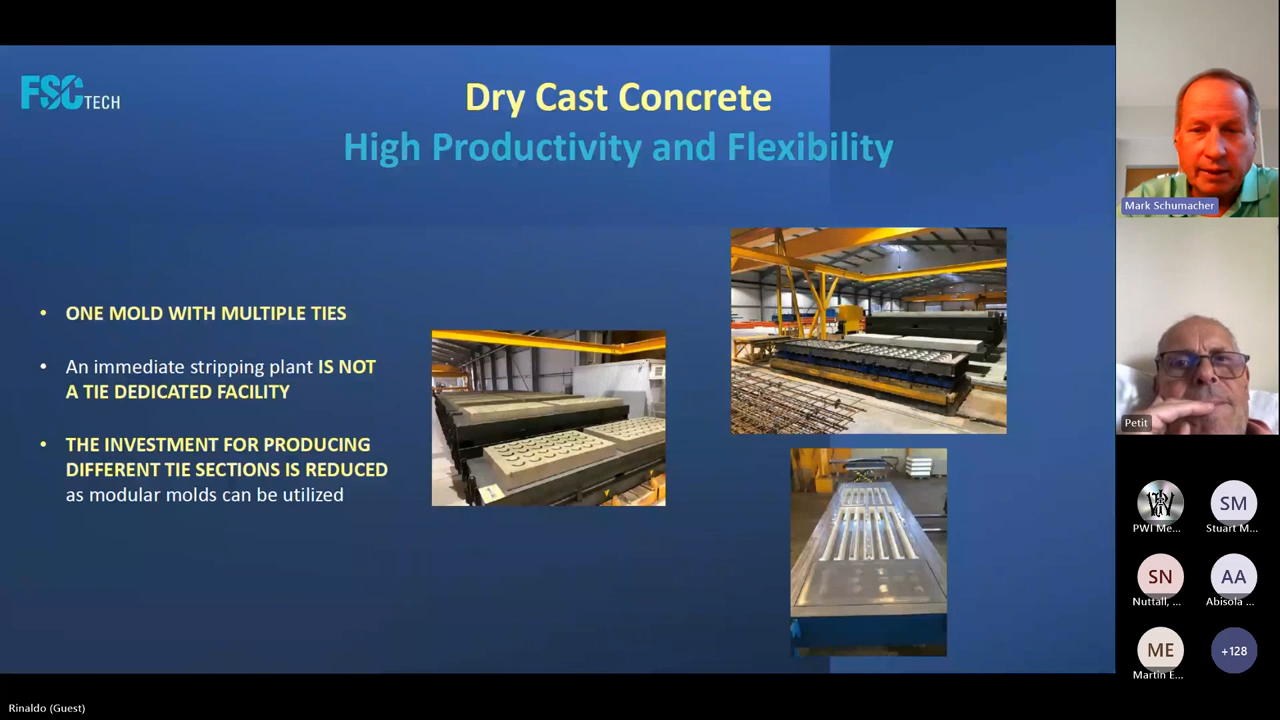 FSC TECH
Dry Cast Concrete
High Productivity and Flexibility
• ONE MOLD WITH MULTIPLE TIES
• An immediate stripping plant IS NOT
A TIE DEDICATED FACILITY
• THE INVESTMENT FOR PRODUCING
DIFFERENT TIE SECTIONS IS REDUCED
as modular molds can be utilized
Mark Schumacher
Petit
PWI Me...
SM
Stuart M...
SN
Nuttall, ...
AA
Abisola ...
ME
Martin E...
+128
Rinaldo (Guest)